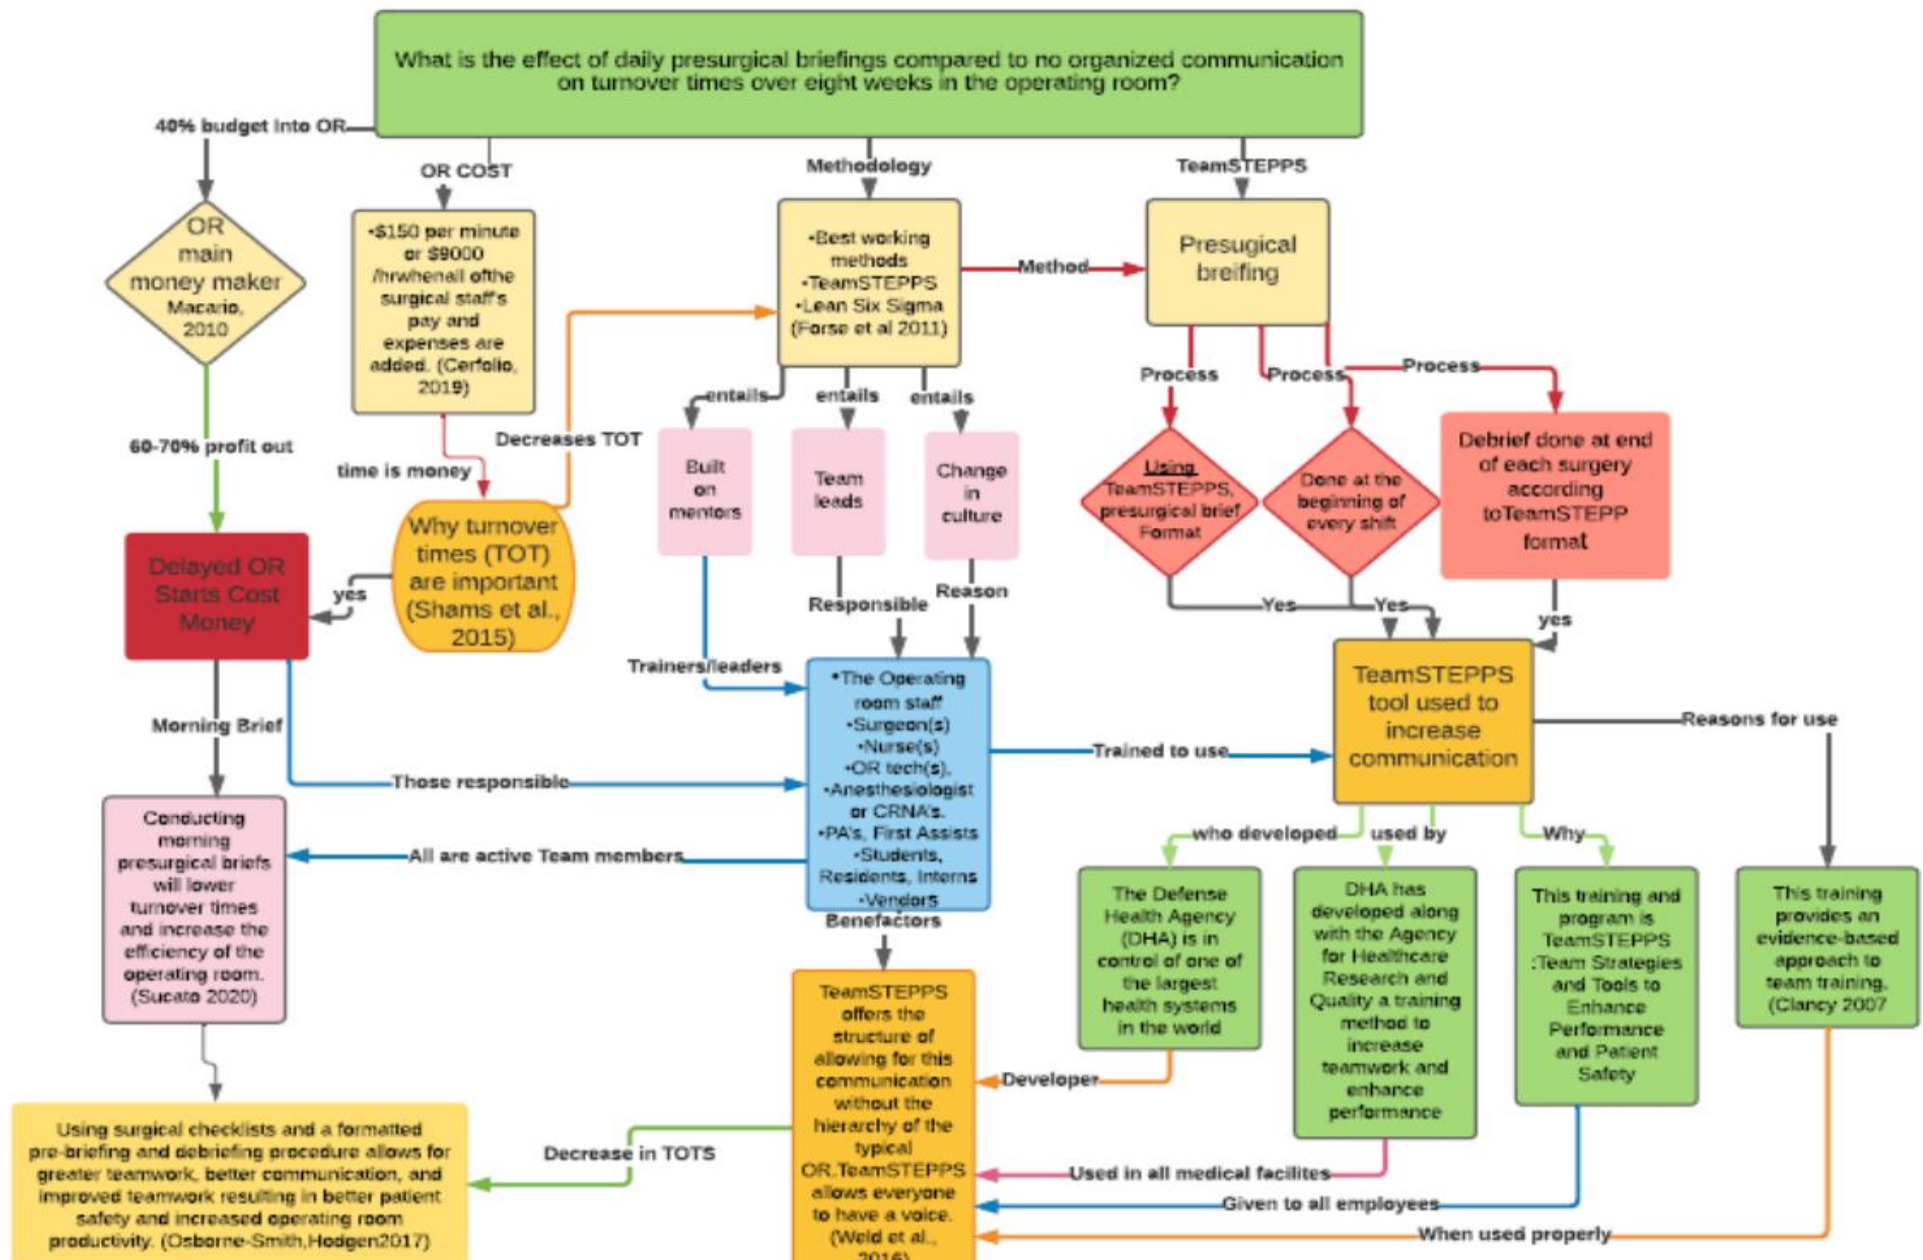 What is the effect of daily presurgical briefings compared to no organized communication
on turnover times over eight weeks in the operating room?
40% budget into OR
OR COST
Methodology
TeamSTEPPS
OR
main
money maker
Macario,
2010
•$150 per minute
or $9000
/hrwhenall ofthe
surgical staff's
pay and
expenses are
added. (Cerfolio,
2019)
•Best working
methods
•TeamSTEPPS
•Lean Six Sigma
(Forse et al 2011)
Method
Presugical
breifing
60-70% profit out
time is money
Decreases TOT
entails
entails
entails
Process
Process
Process
Built
on
mentors
Team
leads
Change
in
culture
Using
TeamSTEPPS,
presurgical brief
Format
Done at the
beginning of
every shift
Debrief done at end
of each surgery
according
toTeamSTEPP
format
Delayed OR
Starts Cost
Money
yes
Why turnover
times (TOT)
are important
(Shams et al.,
2015)
Trainers/leaders
Responsible
Reason
Yes
Yes
yes
Morning Brief
Those responsible
•The Operating
room staff
•Surgeon(s)
•Nurse(s)
•OR tech(s),
•Anesthesiologist
or CRNA's.
•PA's, First Assists
•Students,
Residents, Interns
•Vendors
Trained to use
TeamSTEPPS
tool used to
increase
communication
Reasons for use
Conducting
morning
presurgical briefs
will lower
turnover times
and increase the
efficiency of the
operating room.
(Sucato 2020)
All are active Team members
Benefactors
who developed
used by
Why
The Defense
Health Agency
(DHA) is in
control of one of
the largest
health systems
in the world
DHA has
developed along
with the Agency
for Healthcare
Research and
Quality a training
method to
increase
teamwork and
enhance
performance
This training and
program is
TeamSTEPPS
:Team Strategies
and Tools to
Enhance
Performance
and Patient
Safety
This training
provides an
evidence-based
approach to
team training.
(Clancy 2007
TeamSTEPPS
offers the
structure of
allowing for this
communication
without the
hierarchy of the
typical
OR.TeamSTEPPS
allows everyone
to have a voice.
(Weld et al.,
2016)
Developer
Used in all medical facilites
Given to all employees
When used properly
Decrease in TOTS
Using surgical checklists and a formatted
pre-briefing and debriefing procedure allows for
greater teamwork, better communication, and
improved teamwork resulting in better patient
safety and increased operating room
productivity. (Osborne-Smith,Hodgen2017)